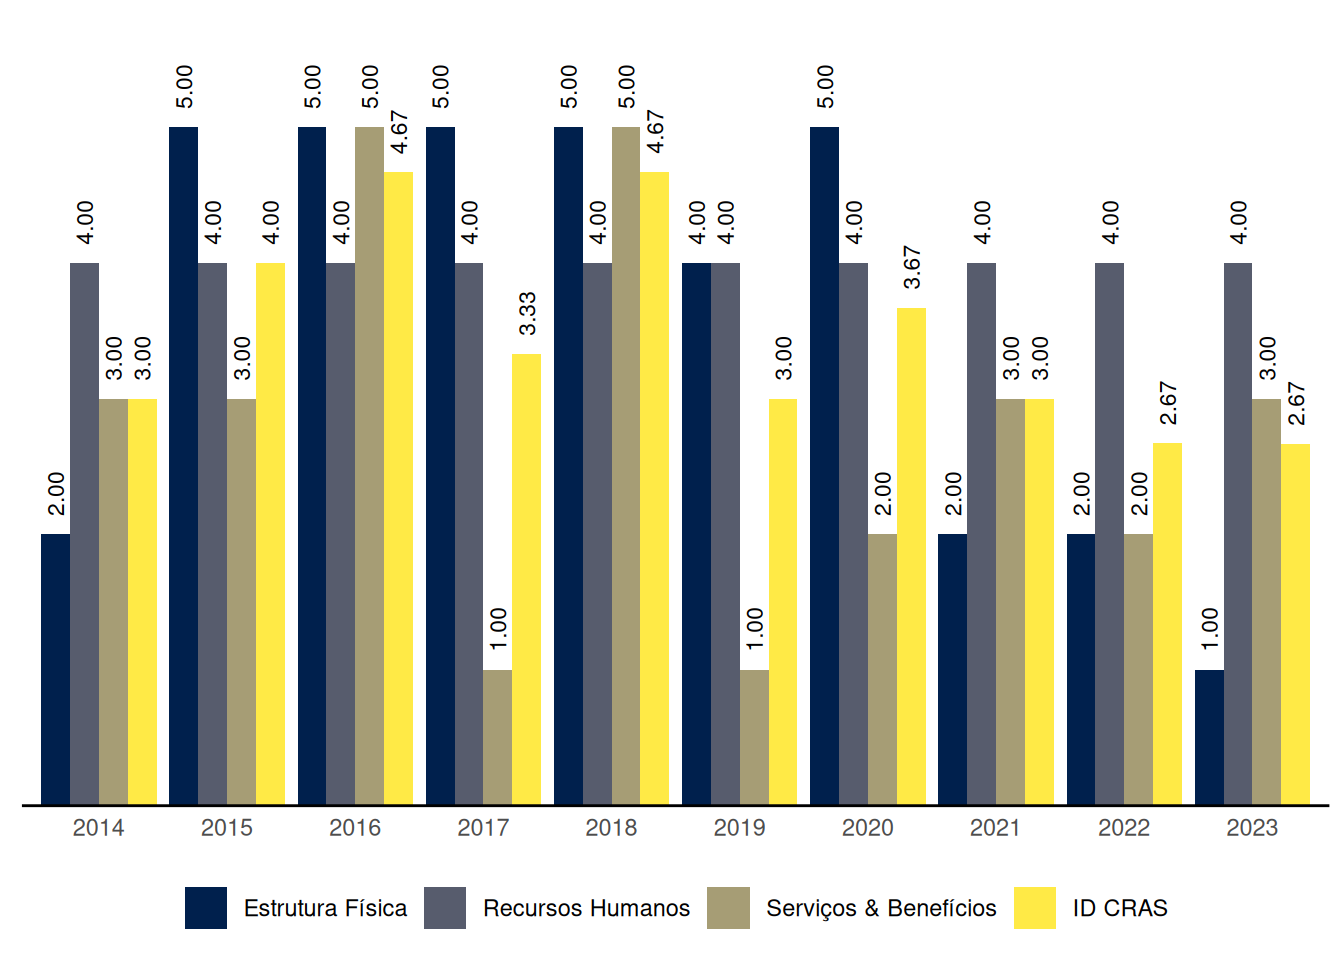 5.00 5.00 5.00 5.00 5.00 5.00 5.00 5.00
4.67 4.67
4.00 4.00 4.00 4.00 4.00 4.00 4.00 4.00 4.00 4.00 4.00 4.00
3.67
3.33
3.00 3.00 3.00 3.00 3.00 3.00 3.00
2.67 2.67
2.00 2.00 2.00 2.00 2.00
1.00 1.00 1.00
2014 2015 2016 2017 2018 2019 2020 2021 2022 2023
Estrutura Física Recursos Humanos Serviços & Benefícios ID CRAS